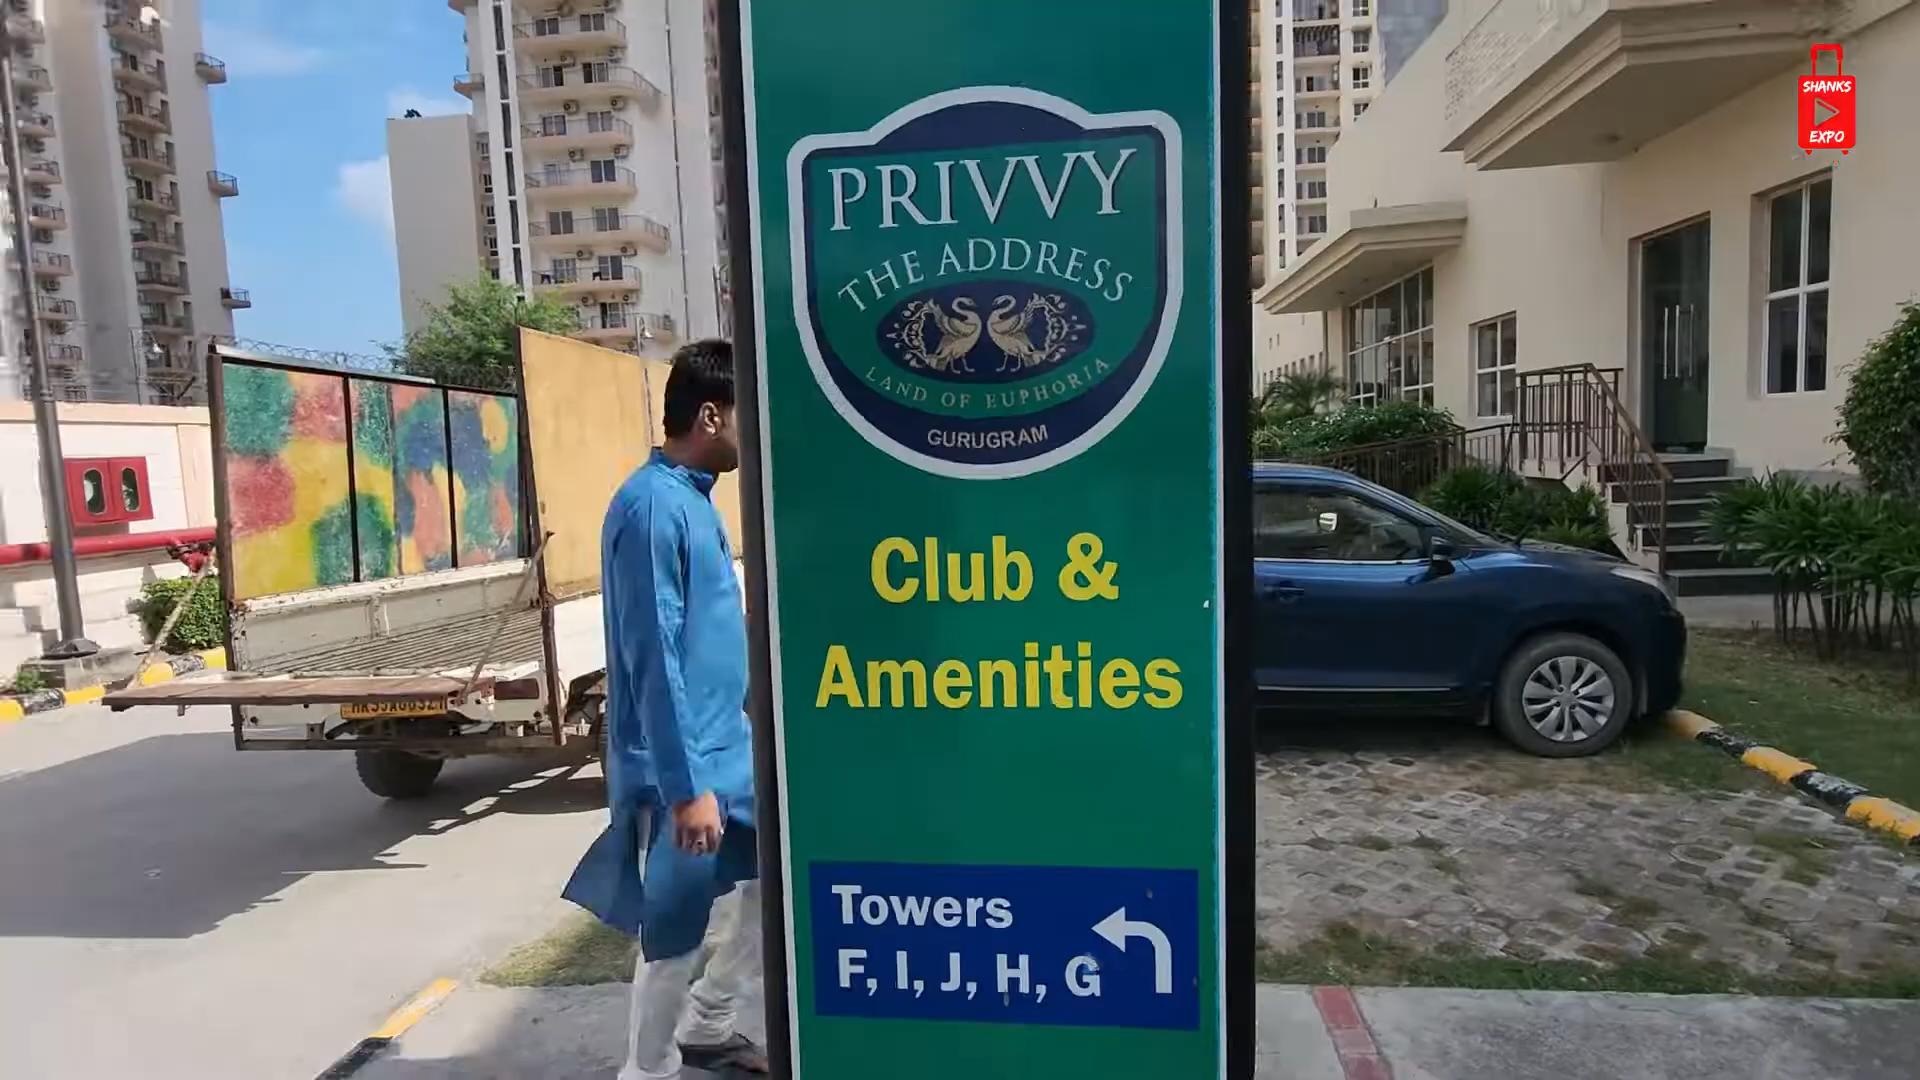 PRIVVY
THE ADDRESS
LAND OF EUPHORIA
GURUGRAM
Club &
Amenities
Towers
F, I, J, H, G
SHANKS
EXPO